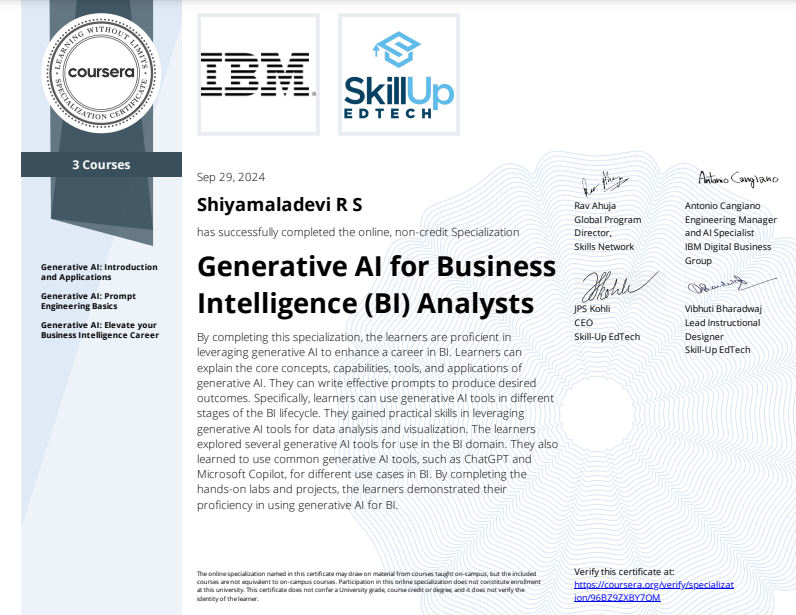 LEARNING WITHOUT LIMITS
coursera
SPECIALIZATION CERTIFICATE
3 Courses
Generative AI: Introduction
and Applications
Generative AI: Prompt
Engineering Basics
Generative AI: Elevate your
Business Intelligence Career
IBM®
SkillUp
EDTECH
Sep 29, 2024
Shiyamaladevi R S
has successfully completed the online, non-credit Specialization
Generative AI for Business
Intelligence (BI) Analysts
By completing this specialization, the learners are proficient in
leveraging generative AI to enhance a career in BI. Learners can
explain the core concepts, capabilities, tools, and applications of
generative AI. They can write effective prompts to produce desired
outcomes. Specifically, learners can use generative AI tools in different
stages of the BI lifecycle. They gained practical skills in leveraging
generative AI tools for data analysis and visualization. The learners
explored several generative AI tools for use in the BI domain. They also
learned to use common generative AI tools, such as ChatGPT and
Microsoft Copilot, for different use cases in BI. By completing the
hands-on labs and projects, the learners demonstrated their
proficiency in using generative AI for BI.
Rav Ahuja
Global Program
Director,
Skills Network
Antonio Cangiano
Antonio Cangiano
Engineering Manager
and AI Specialist
IBM Digital Business
Group
JPS Kohli
CEO
Skill-Up EdTech
Vibhuti Bharadwaj
Lead Instructional
Designer
Skill-Up EdTech
The online specialization named in this certificate may draw on material from courses taught on-campus, but the included
courses are not equivalent to on-campus courses. Participation in this online specialization does not constitute enrollment
at this university. This certificate does not confer a University grade, course credit or degree, and it does not verify the
identity of the learner.
Verify this certificate at:
https://coursera.org/verify/specializat
ion/96BZ9ZXBY7OM